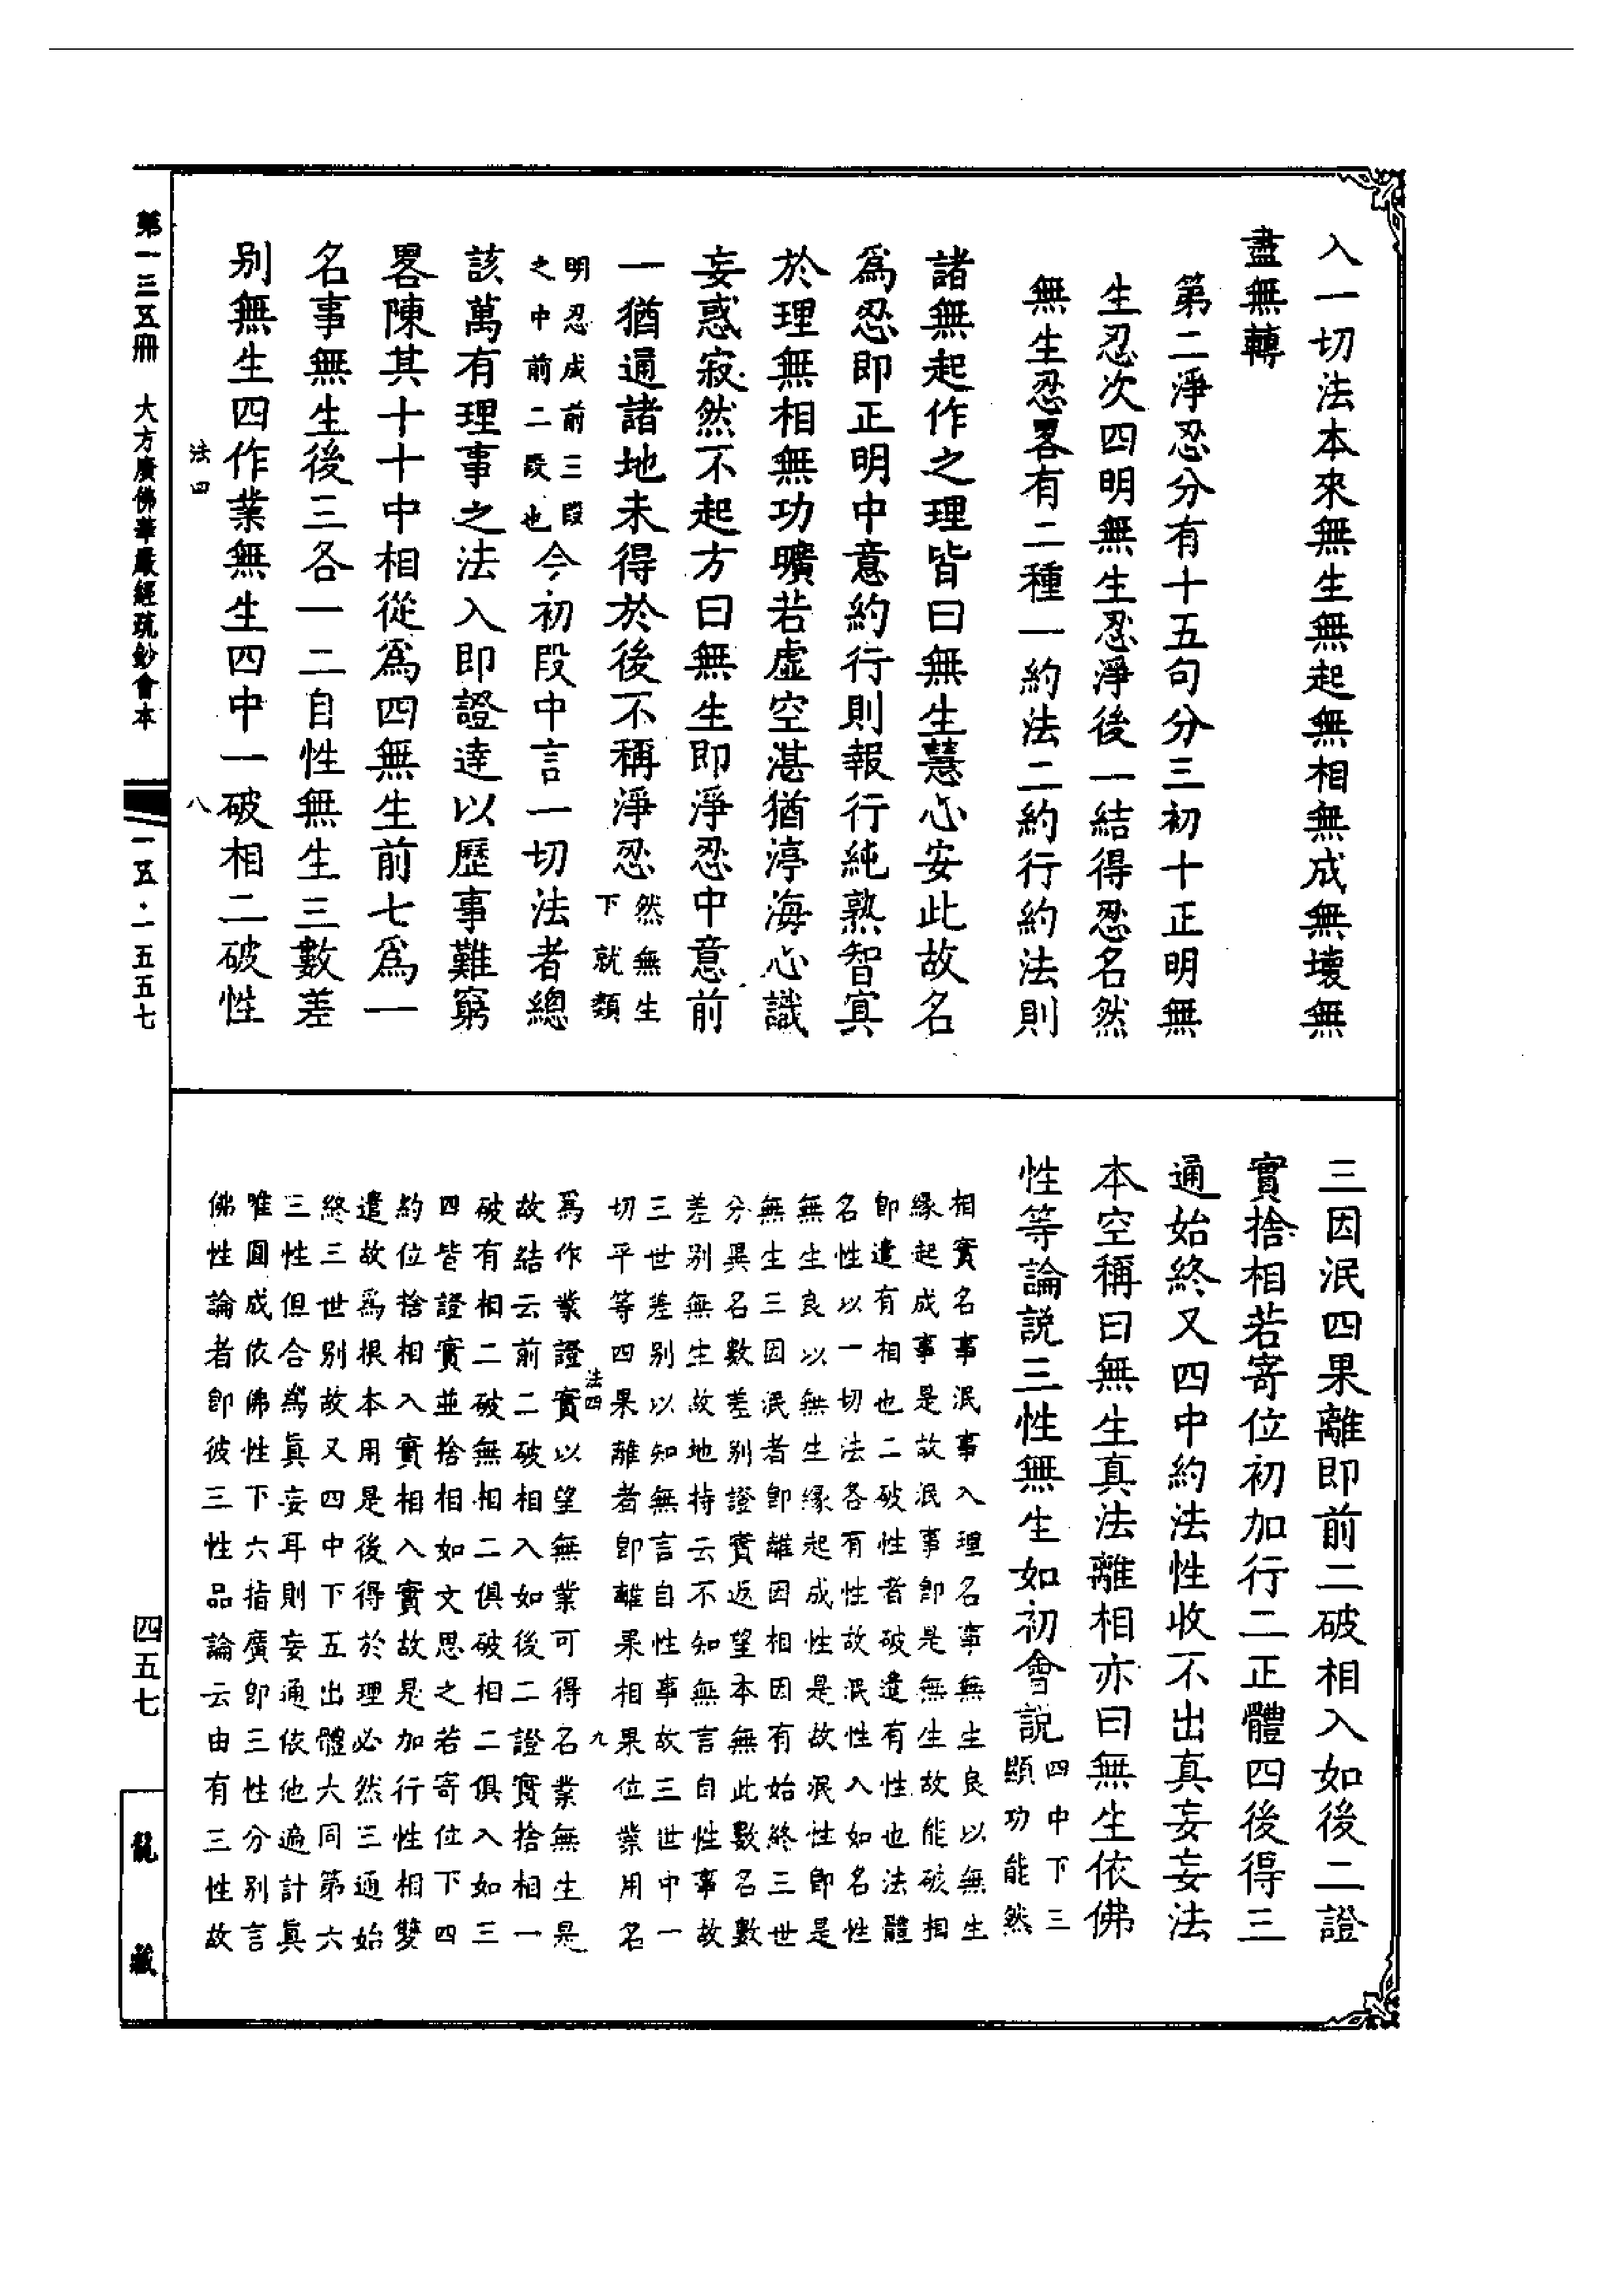 入一切法本來無生無起無相無成無壞無
盡無轉
第二淨忍分有十五句分三初十正明無
生忍次四明無生忍淨後一結得忍名然
無生忍畧有二種一約法二約行約法則
諸無起作之理皆曰無生慧心安此故名
爲忍即正明中意約行則報行純熟智冥
於理無相無功曠若虛空湛猶渟海心識
妄惑寂然不起方曰無生即淨忍中意前
一猶通諸地未得於後不稱淨忍
然無生
下就類
明忍成前三段
之中前二段也
今初段中言一切法者總
該萬有理事之法入即證達以歷事難窮
畧陳其十十中相從爲四無生前七爲一
名事無生後三各一二自性無生三數差
別無生四作業無生四中一破相二破性
法四
八
三因泯四果離即前二破相入如後二證
實捨相若寄位初加行二正體四後得三
通始終又四中約法性收不出真妄妄法
本空稱曰無生真法離相亦曰無生依佛
性等論說三性無生如初會說
四中下三
顯功能然
相實名事泯事入理名事無生良以無生
緣起成事是故泯事即是無生故能破相
即遣有相也二破性者破遣有性也法體
名性以一切法各有性故泯性入如名性
無生良以無生緣起成性是故泯性即是
無生三因泯者即離因相因有始終三世
分異名數差別證實返望本無此數名數
差別無生故地持云不知無言自性事故
三世差別以知無言自性事故三世中一
切平等四果離者即離果相果位業用名
法四
九
爲作業證實以望無業可得名業無生是
故結云前二破相入如後二證實捨相一
破有相二破無相二俱破相二俱入如三
四皆證實並捨相如文思之若寄位下四
約位捨相入實相入實故是加行性相雙
遣故爲根本用是後得於理必然三通始
終三世別故又四中下五出體大同第六
三性但合爲眞妄耳則妄通依他遍計眞
唯圓成依佛性下六指廣即三性分別言
佛性論者即彼三性品論云由有三性故
第一三五冊 大方廣佛華嚴經疏鈔會本
一五·一五五七
四五七
龍藏